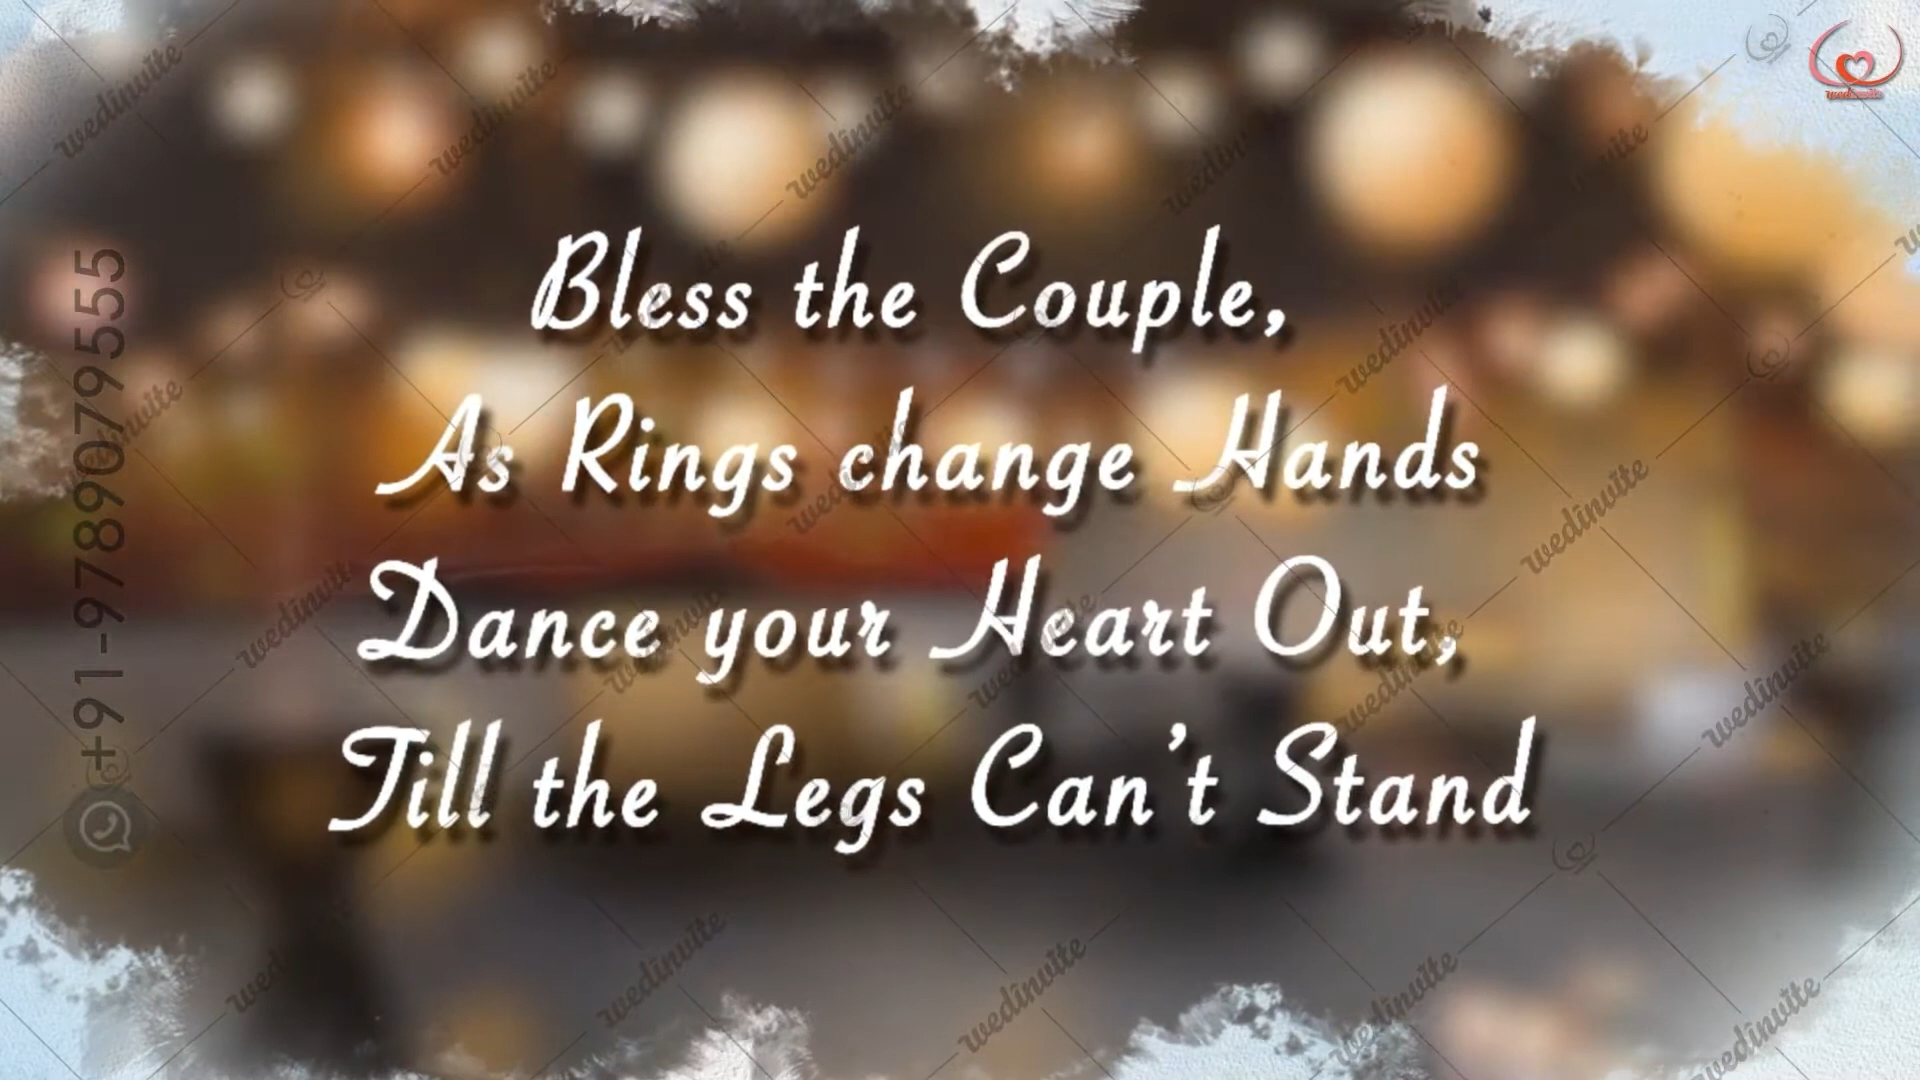 Bless the Couple,
As Rings change Hands
Dance your Heart Out,
Till the Legs Can't Stand
+91-9789079555
wedinvite